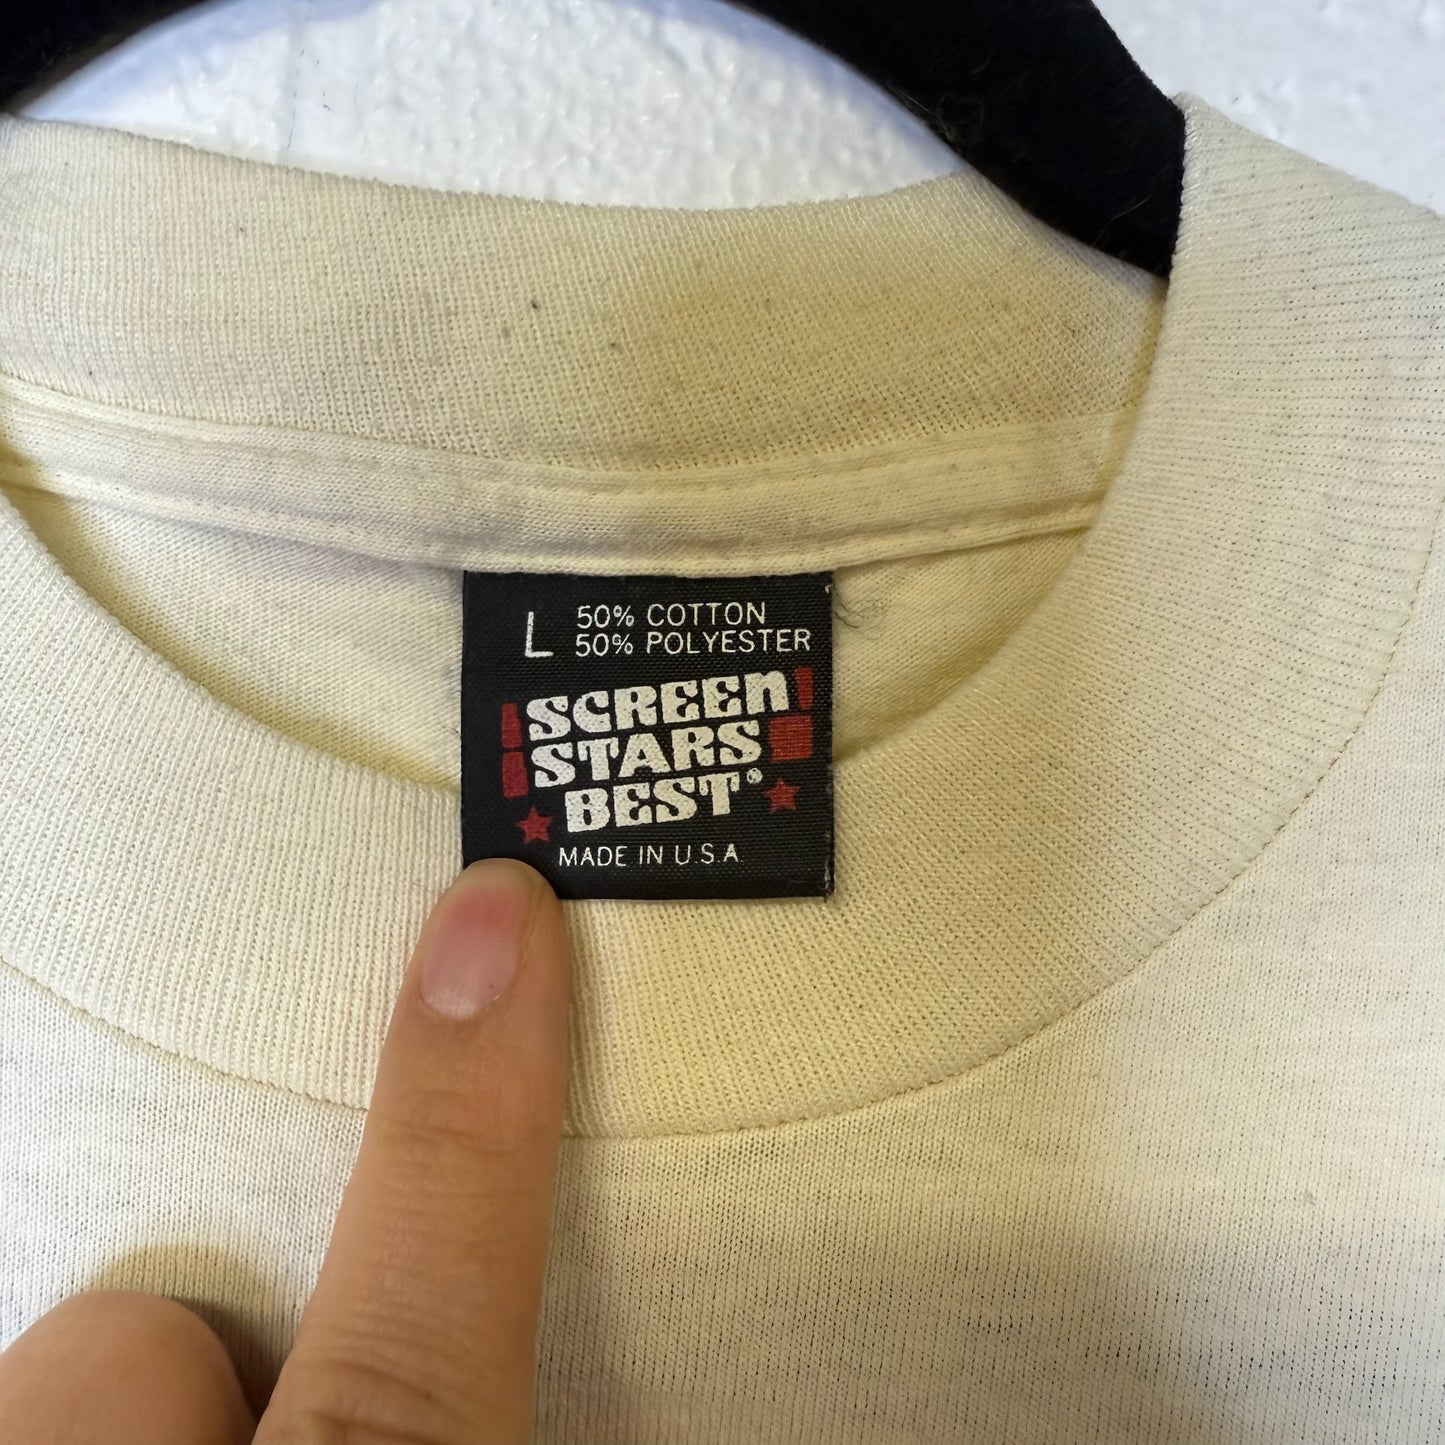 L 50% COTTON
50% POLYESTER
SCREEN
STARS
BEST®
MADE IN U.S.A.